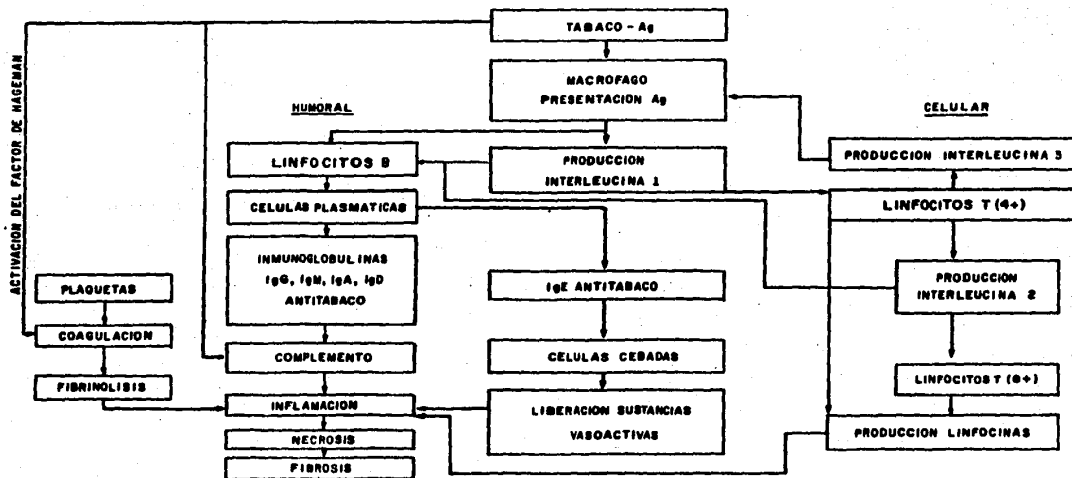 TABACO - Ag
ACTIVACION DEL FACTOR DE HAGEMAN
MACROFAGO
PRESENTACION Ag
HUMORAL
CELULAR
LINFOCITOS B
PRODUCCION
INTERLEUCINA 1
PRODUCCION INTERLEUCINA 3
CELULAS PLASMATICAS
LINFOCITOS T (4+)
INMUNOGLOBULINAS
IgG, IgM, IgA, IgD
ANTITABACO
PLAQUETAS
IgE ANTITABACO
PRODUCCION
INTERLEUCINA 2
COAGULACION
COMPLEMENTO
CELULAS CEBADAS
FIBRINOLISIS
LINFOCITOS T (8+)
INFLAMACION
LIBERACION SUSTANCIAS
VASOACTIVAS
NECROSIS
PRODUCCION LINFOCINAS
FIBROSIS